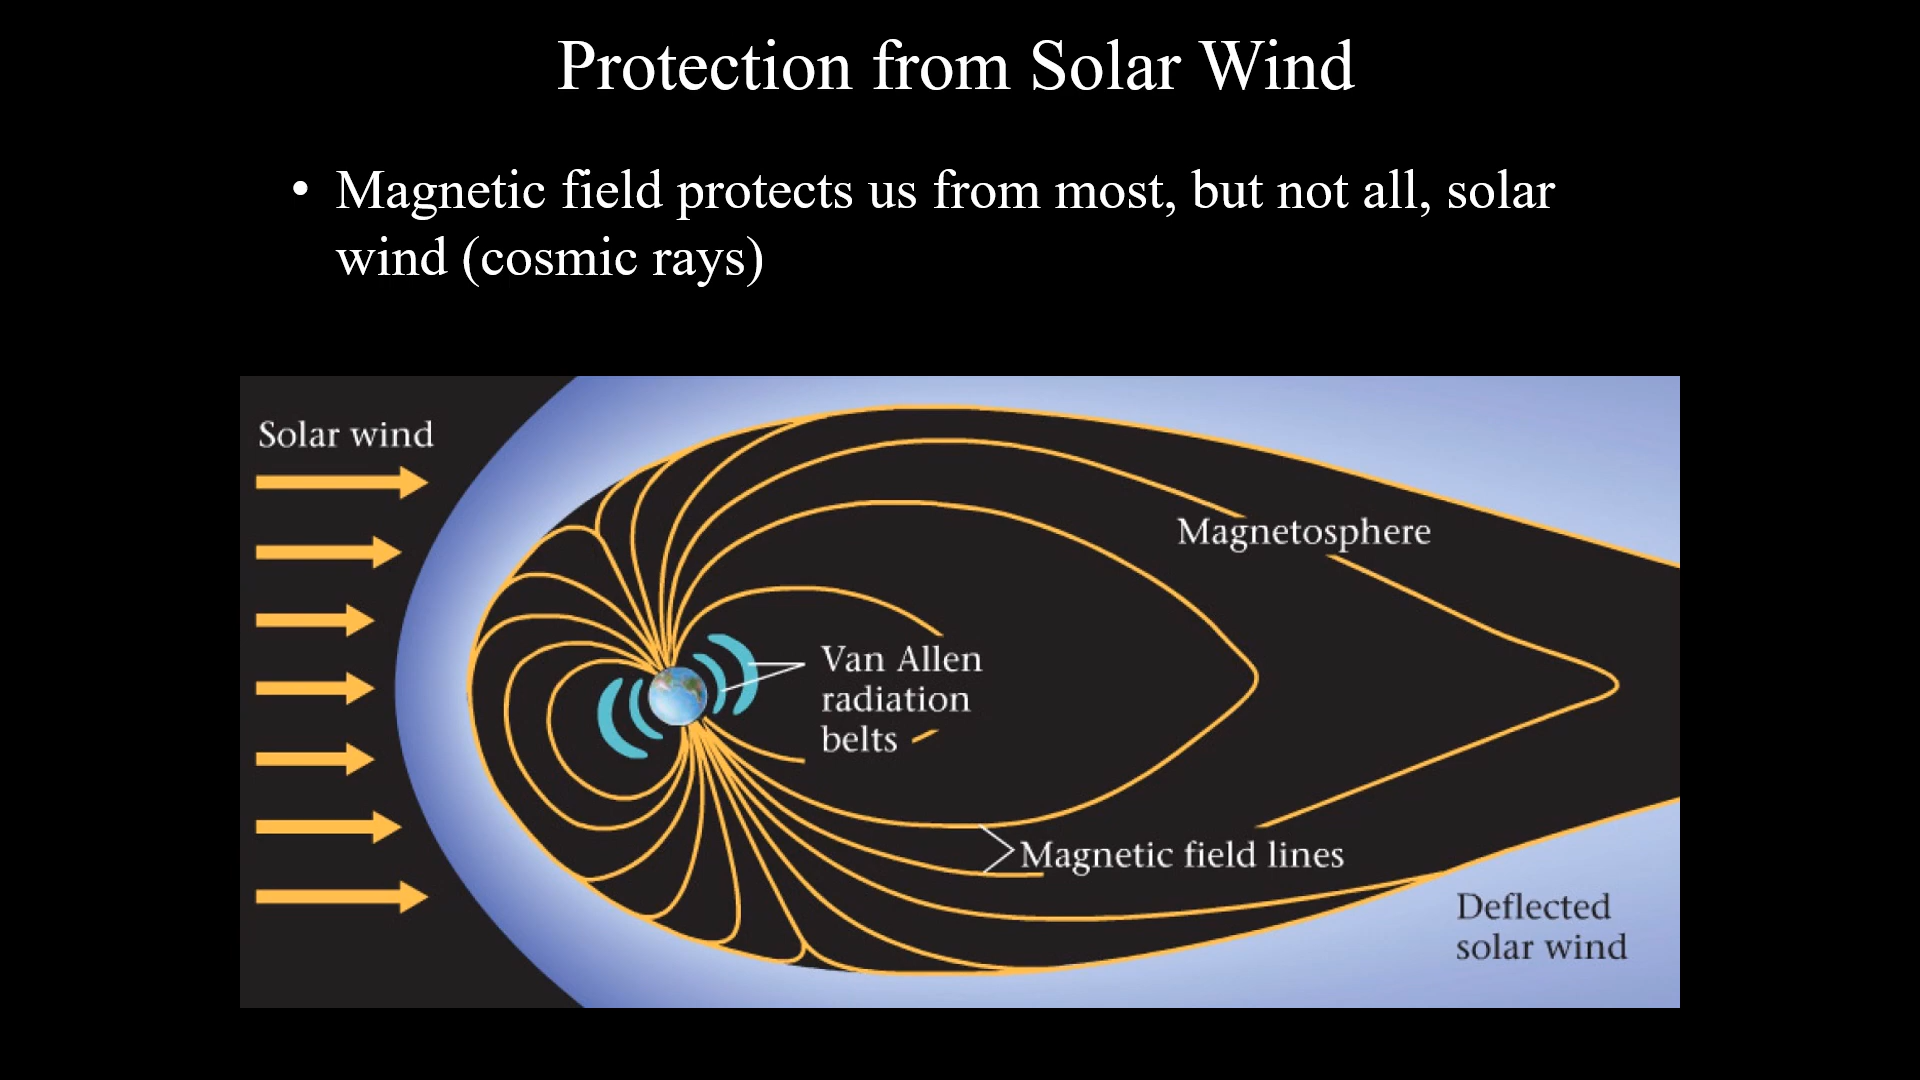 Protection from Solar Wind
• Magnetic field protects us from most, but not all, solar
wind (cosmic rays)
Solar wind
Magnetosphere
Van Allen
radiation
belts
Magnetic field lines
Deflected
solar wind